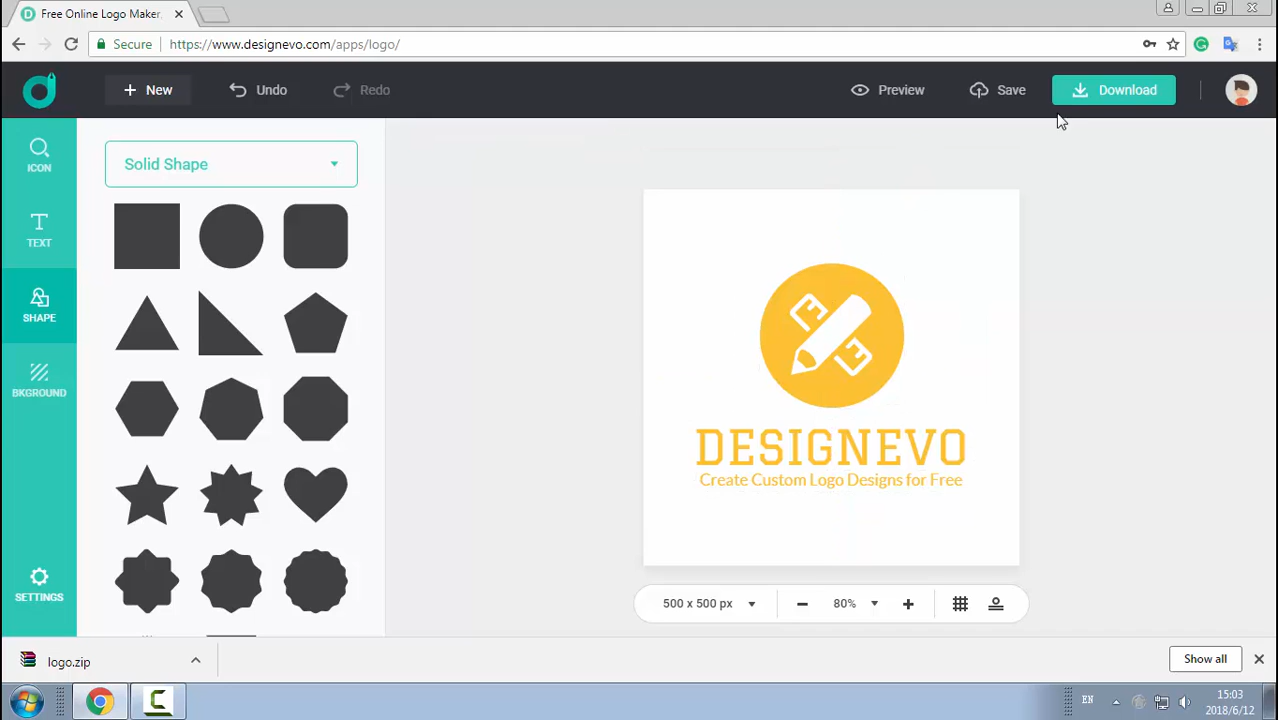 Free Online Logo Maker,
Secure
https://www.designevo.com/apps/logo/
New
Undo
Redo
Preview
Save
Download
ICON
TEXT
SHAPE
BKGROUND
SETTINGS
Solid Shape
DESIGNEVO
Create Custom Logo Designs for Free
500 x 500 px
80%
logo.zip
Show all
EN
15:03
2018/6/12